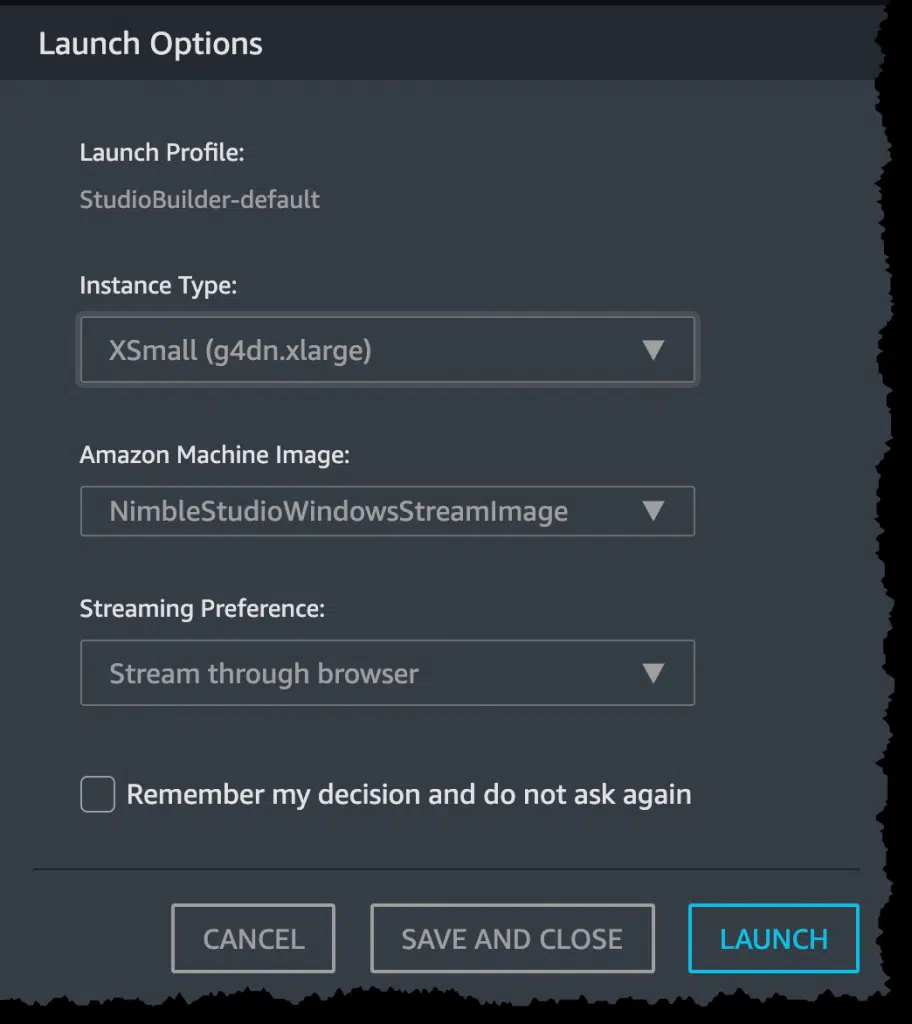 Launch Options
Launch Profile:
StudioBuilder-default
Instance Type:
XSmall (g4dn.xlarge)
Amazon Machine Image:
NimbleStudioWindowsStreamImage
Streaming Preference:
Stream through browser
Remember my decision and do not ask again
CANCEL
SAVE AND CLOSE
LAUNCH